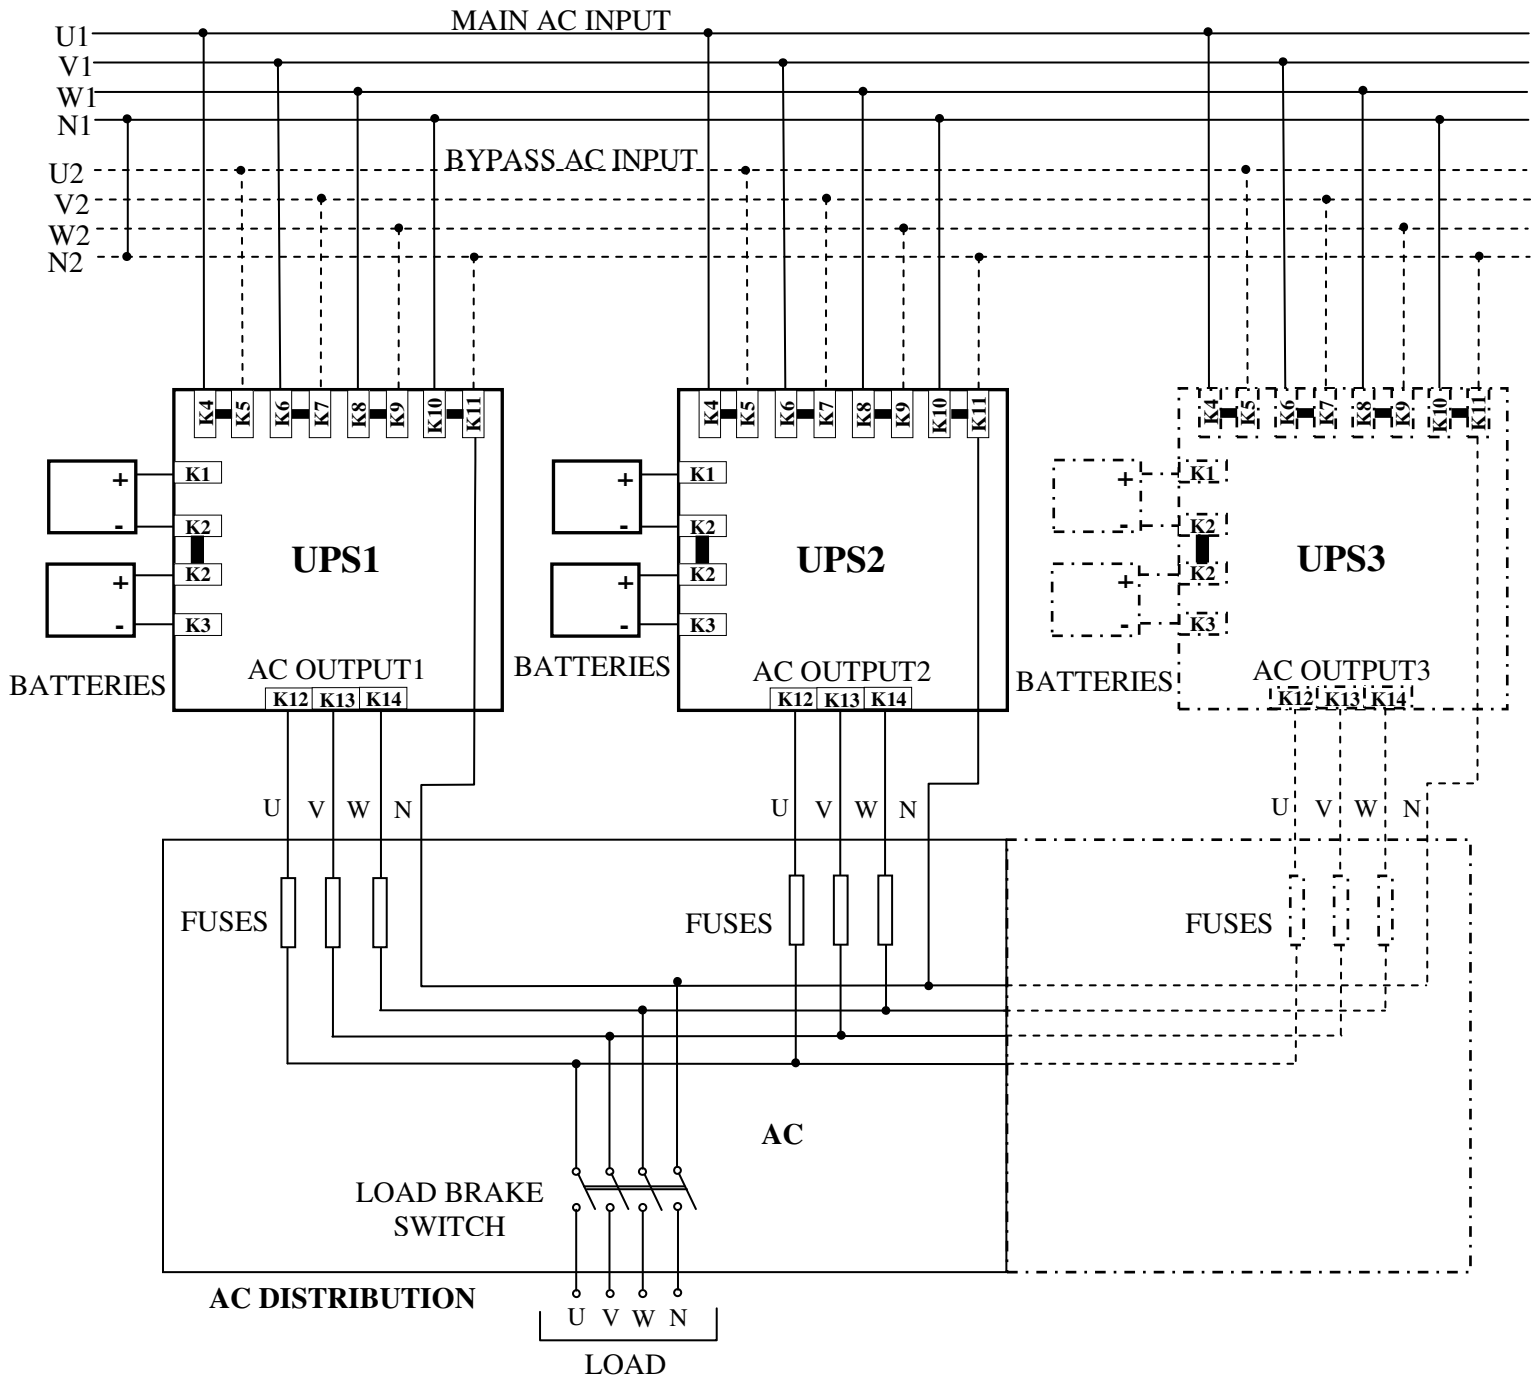 MAIN AC INPUT
U1
V1
W1
N1
BYPASS AC INPUT
U2
V2
W2
N2
K4 K5 K6 K7 K8 K9 K10 K11
K4 K5 K6 K7 K8 K9 K10 K11
K4 K5 K6 K7 K8 K9 K10 K11
+ K1
- K2
UPS1
+ K2
- K3
BATTERIES
AC OUTPUT1
K12 K13 K14
+ K1
- K2
UPS2
+ K2
- K3
BATTERIES
AC OUTPUT2
K12 K13 K14
+ K1
- K2
UPS3
+ K2
- K3
BATTERIES
AC OUTPUT3
K12 K13 K14
U V W N
U V W N
U V W N
FUSES
FUSES
FUSES
AC
LOAD BRAKE
SWITCH
AC DISTRIBUTION
U V W N
LOAD